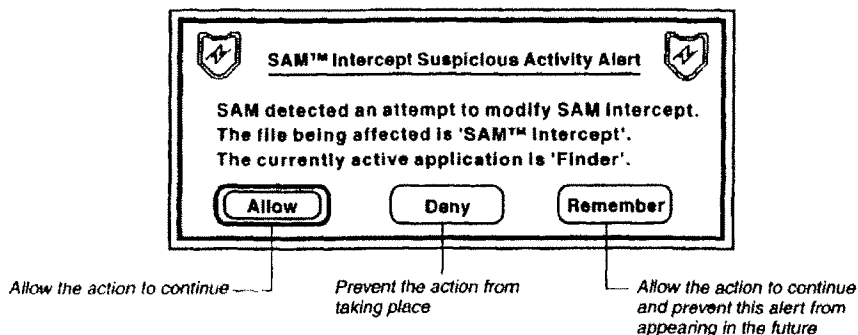 SAM™ Intercept Suspicious Activity Alert
SAM detected an attempt to modify SAM Intercept.
The file being affected is 'SAM™ Intercept'.
The currently active application is 'Finder'.
Allow
Deny
Remember
Allow the action to continue
Prevent the action from
taking place
Allow the action to continue
and prevent this alert from
appearing in the future